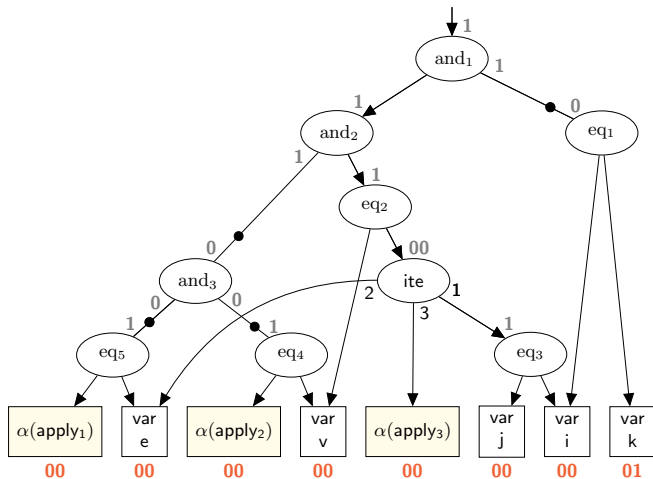 1
and₁
1
1
0
and₂
eq₁
1
1
eq₂
0
00
and₃
2
ite
1
3
0
0
1
1
1
eq₅
eq₄
eq₃
α(apply₁)
var
e
α(apply₂)
var
v
α(apply₃)
var
j
var
i
var
k
00
00
00
00
00
00
00
01